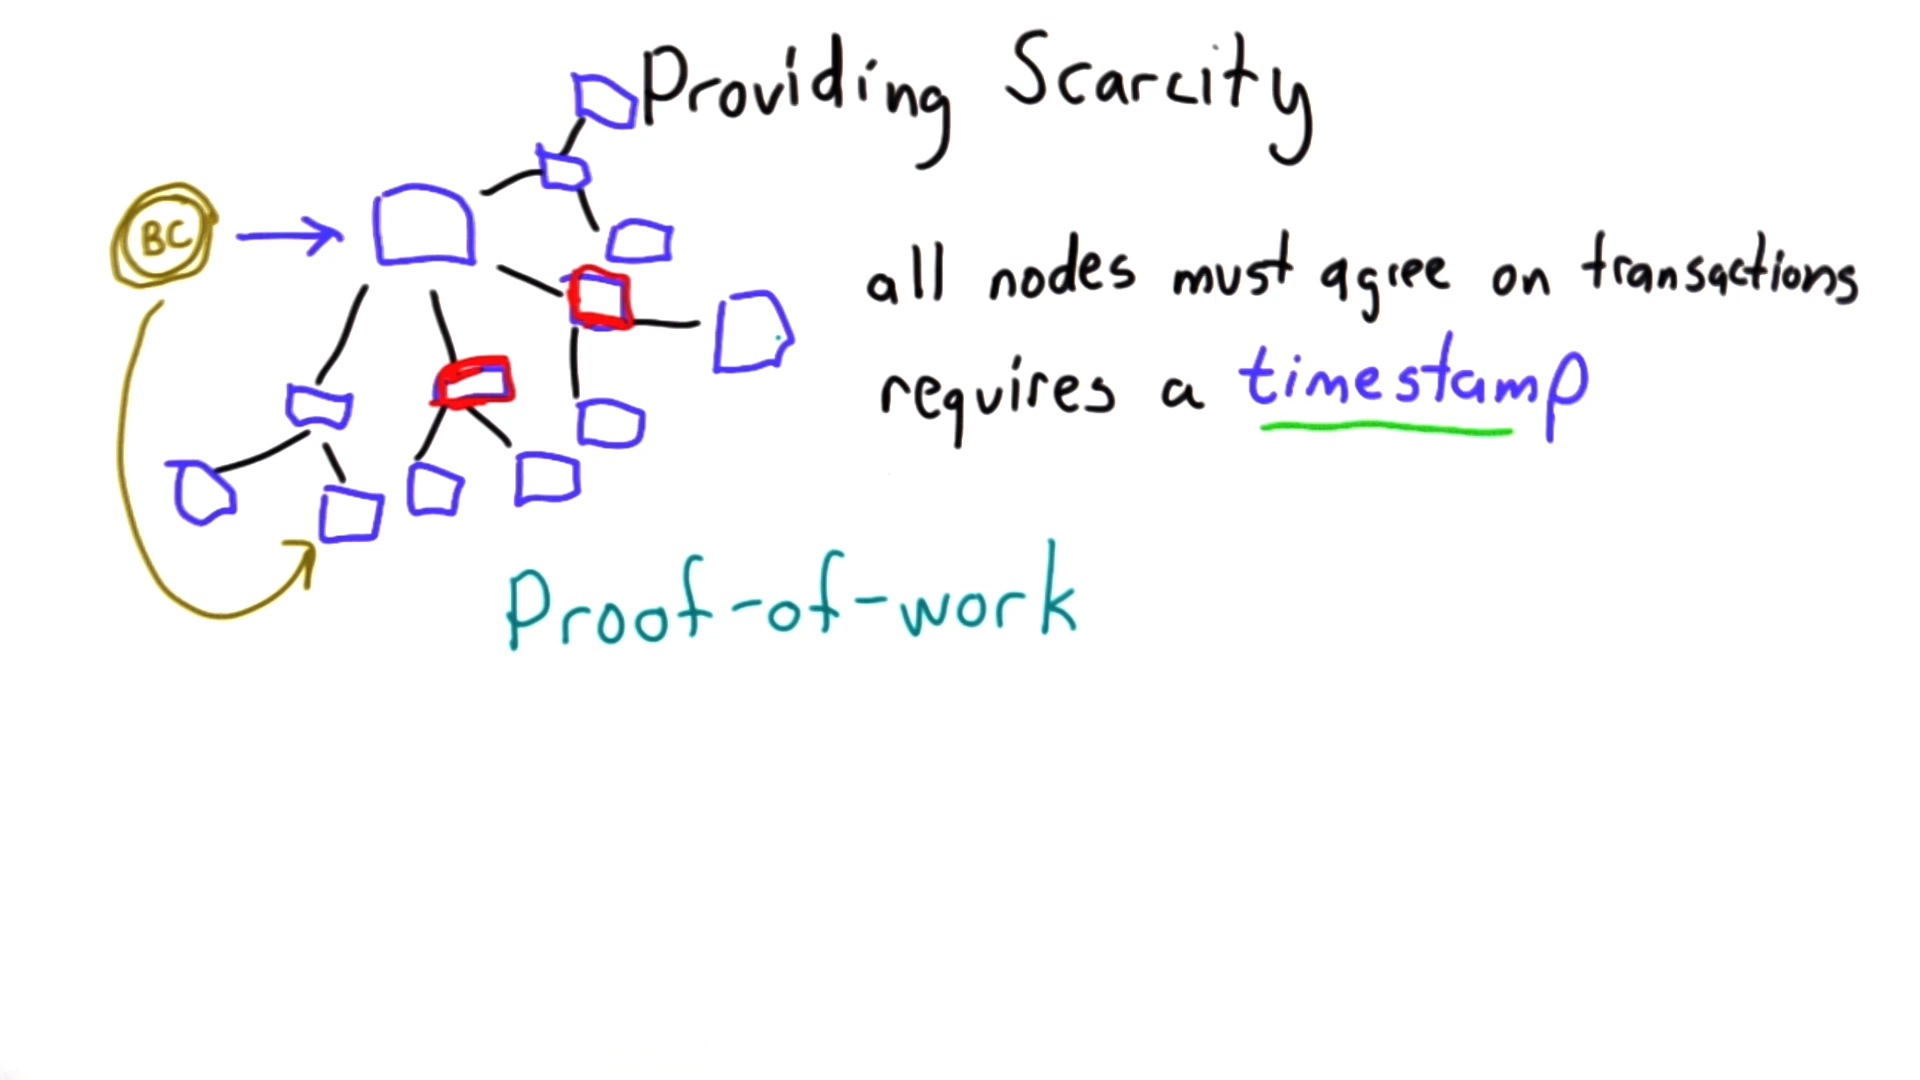 Providing Scarcity
BC
all nodes must agree on transactions
requires a timestamp
Proof-of-work